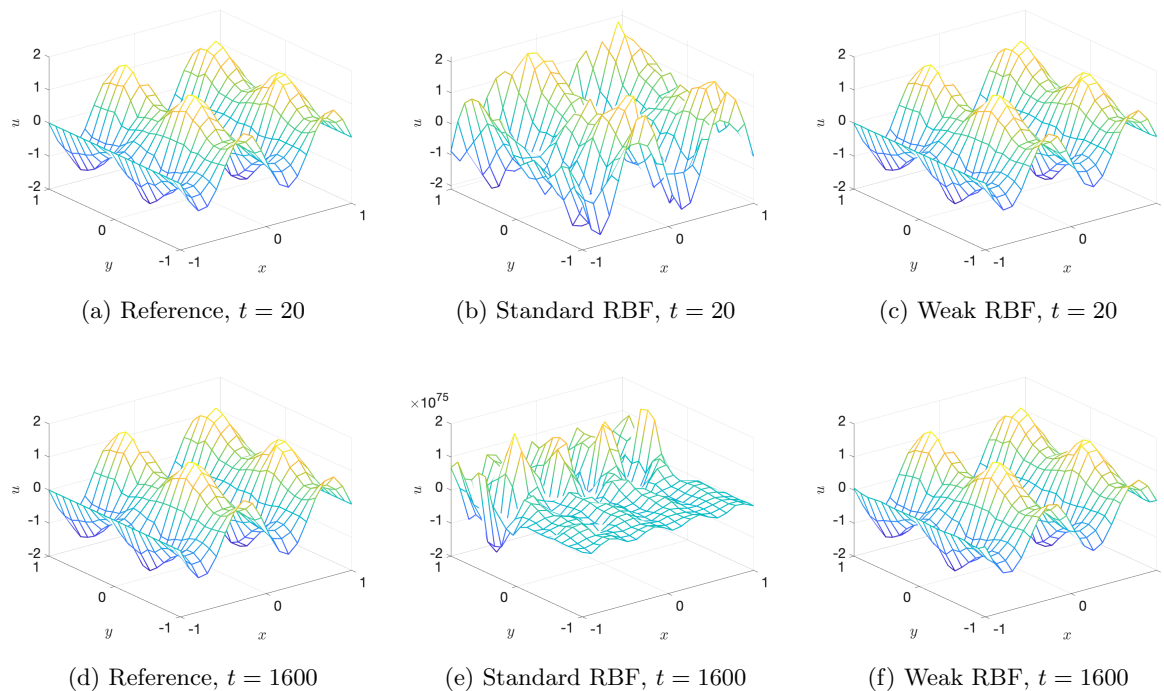 2
1
0
-1
-2
u
1
0
-1
y
-1
0
1
x
(a) Reference, t = 20
2
1
0
-1
-2
u
1
0
-1
y
-1
0
1
x
(b) Standard RBF, t = 20
2
1
0
-1
-2
u
1
0
-1
y
-1
0
x
(c) Weak RBF, t = 20
2
1
0
-1
-2
u
1
0
-1
y
-1
0
1
x
(d) Reference, t = 1600
×10⁷⁵
2
1
0
-1
-2
u
1
0
-1
y
-1
0
1
x
(e) Standard RBF, t = 1600
2
1
0
-1
-2
u
1
0
-1
y
-1
0
x
(f) Weak RBF, t = 1600